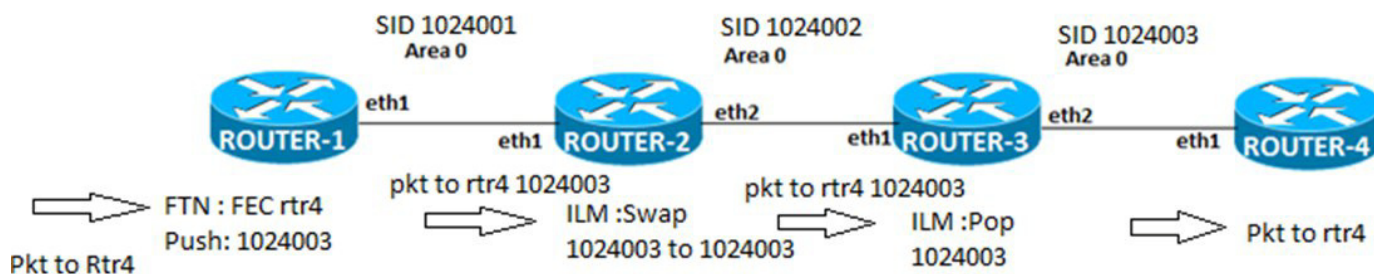 SID 1024001
Area 0
SID 1024002
Area 0
SID 1024003
Area 0
eth1
eth1
eth2
eth1
eth2
eth1
ROUTER-1
ROUTER-2
ROUTER-3
ROUTER-4
Pkt to Rtr4
FTN : FEC rtr4
Push: 1024003
pkt to rtr4 1024003
ILM :Swap
1024003 to 1024003
pkt to rtr4 1024003
ILM :Pop
1024003
Pkt to rtr4